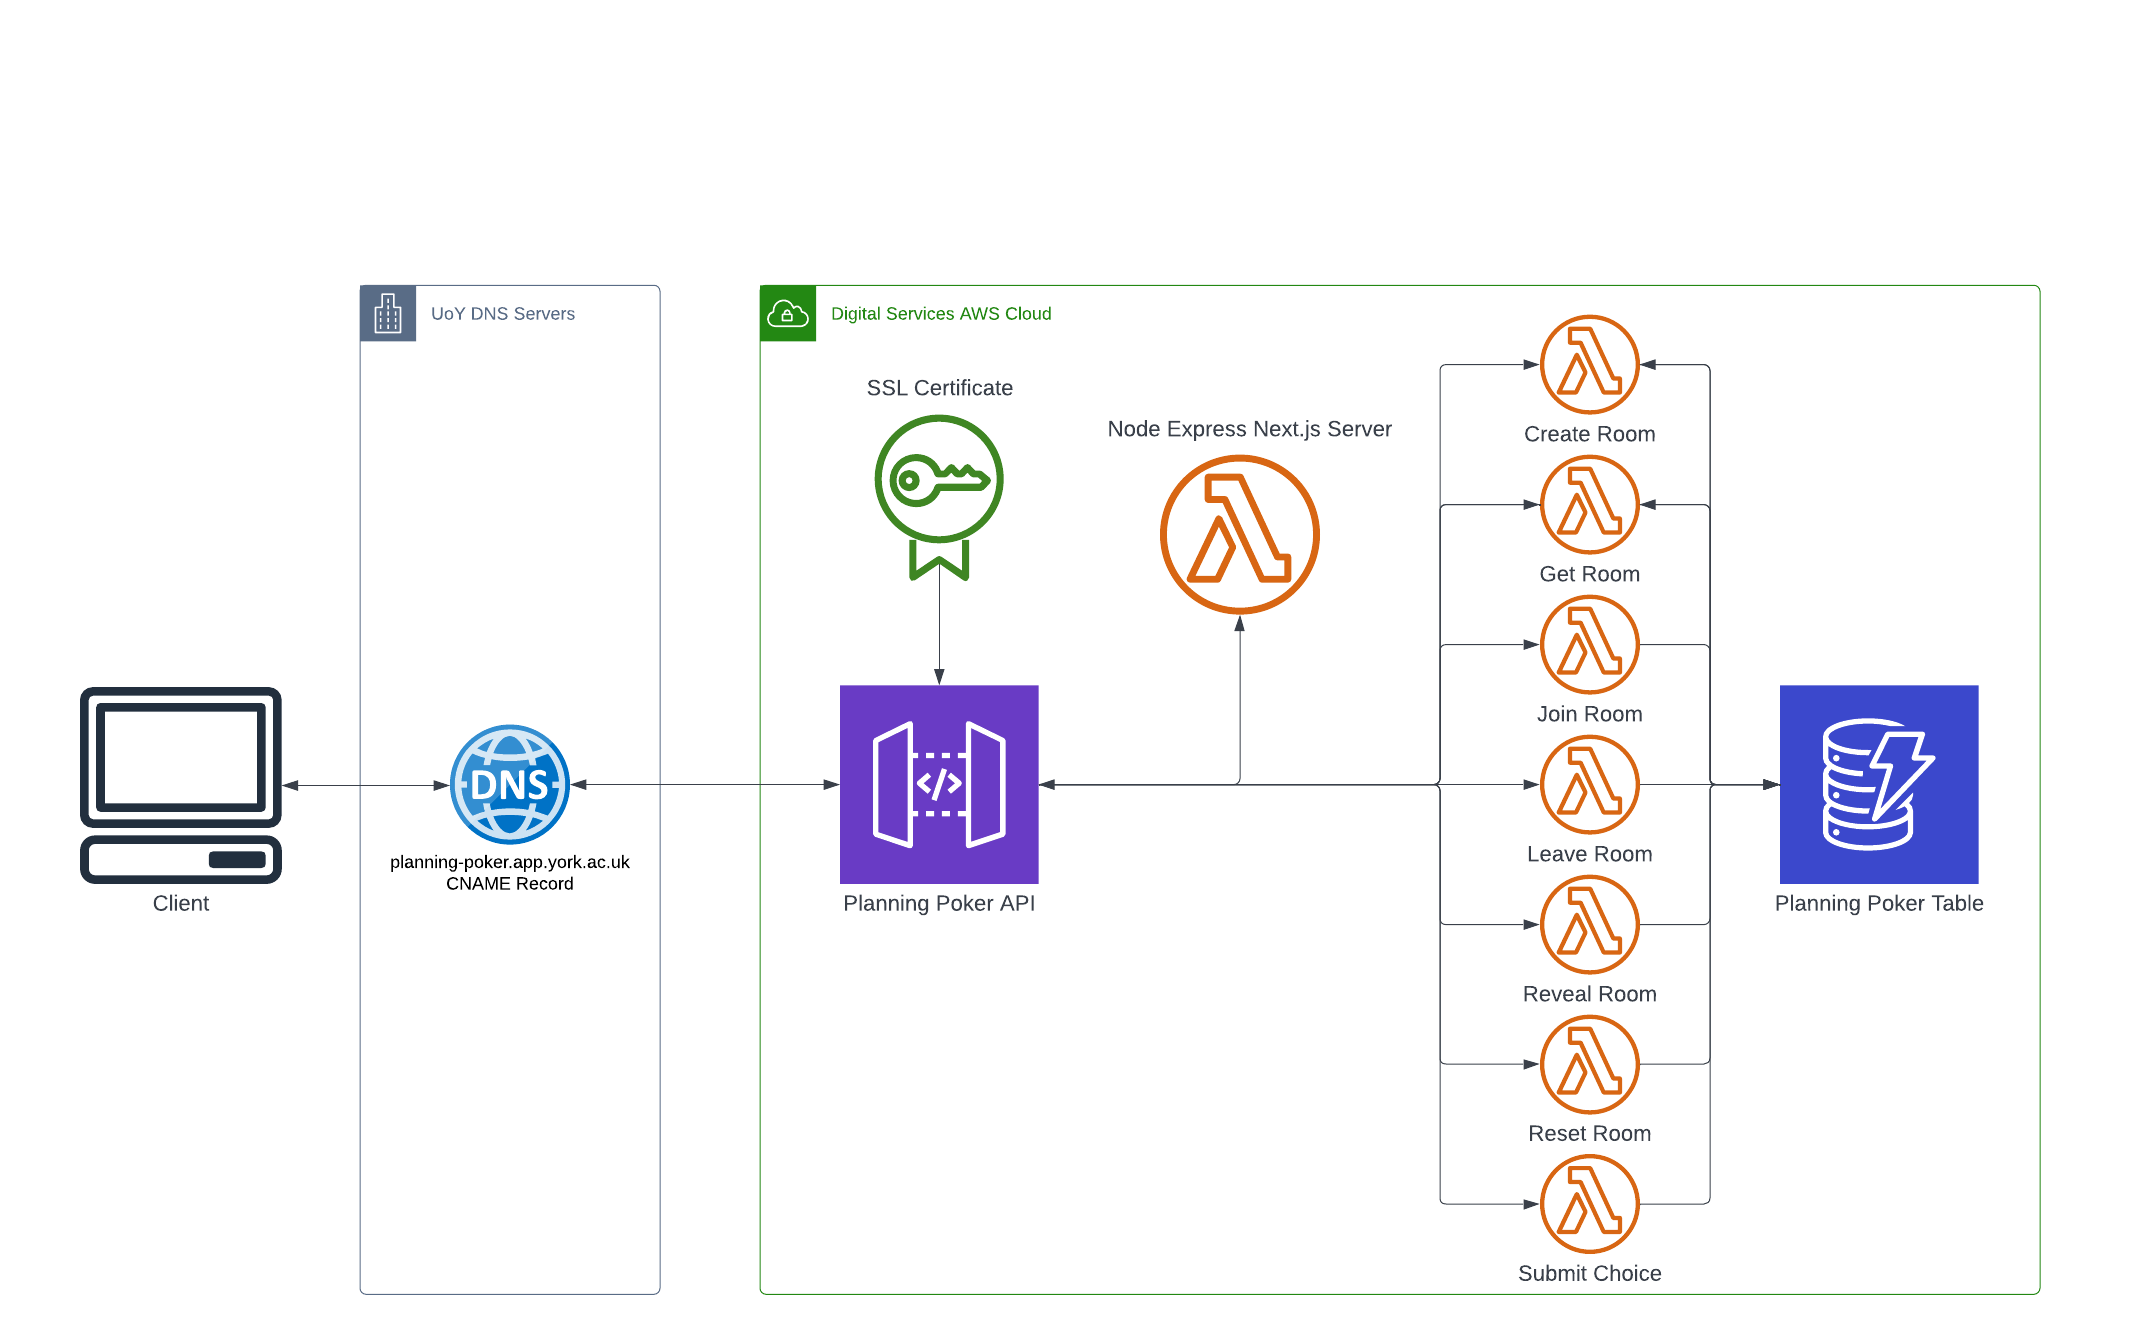 UoY DNS Servers
Digital Services AWS Cloud
SSL Certificate
Node Express Next.js Server
Create Room
Get Room
Join Room
Leave Room
Reveal Room
Reset Room
Submit Choice
DNS
planning-poker.app.york.ac.uk
CNAME Record
Client
Planning Poker API
Planning Poker Table